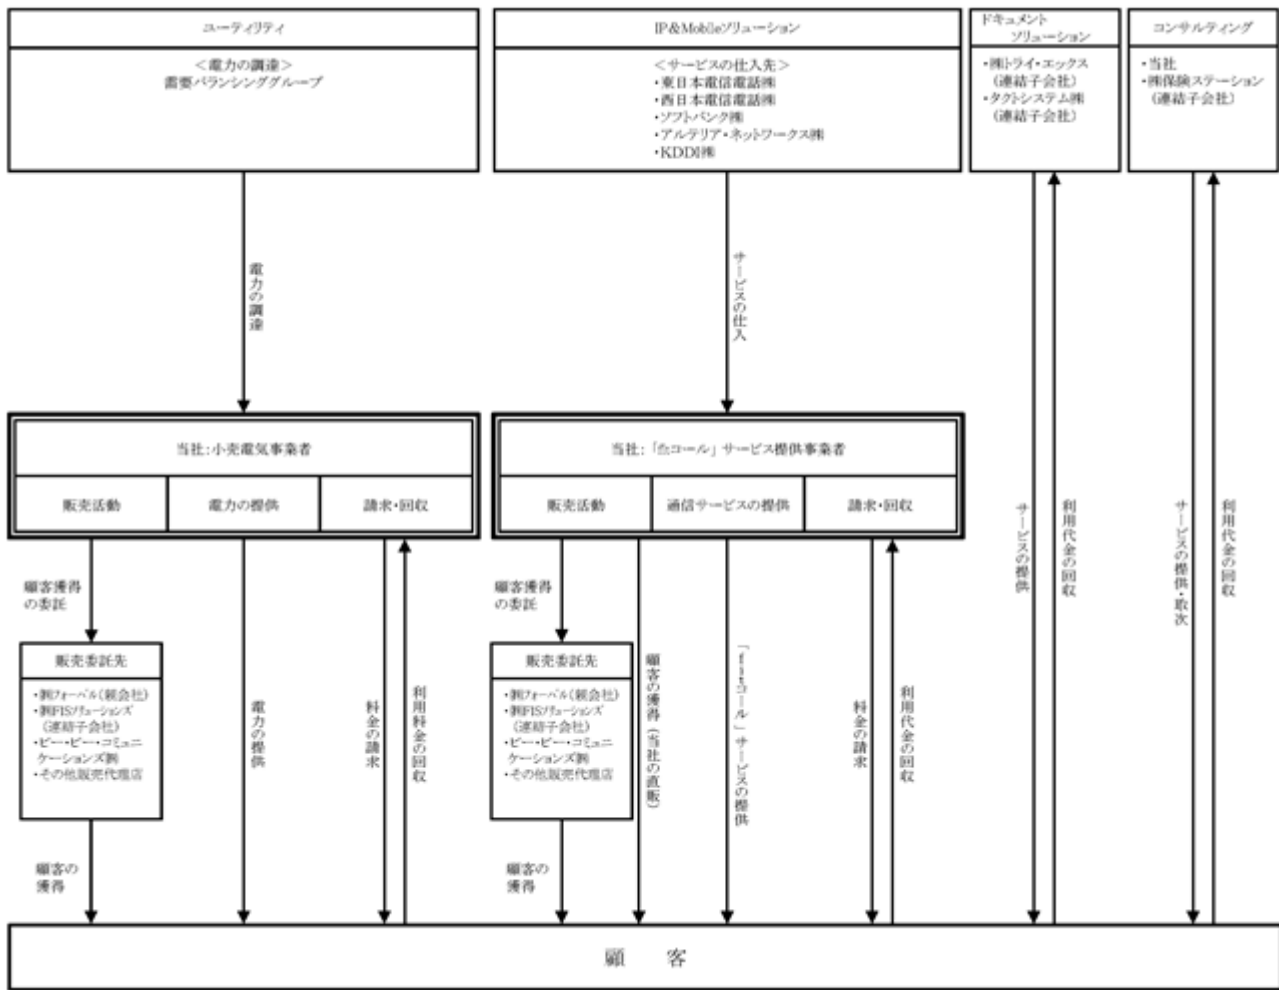 ユーティリティ
<電力の調達>
需要バランシンググループ
IP&Mobileソリューション
<サービスの仕入先>
・東日本電信電話㈱
・西日本電信電話㈱
・ソフトバンク㈱
・アルテリア・ネットワークス㈱
・KDDI㈱
ドキュメント
ソリューション
・㈱トライ・エックス
(連結子会社)
・タクトシステム㈱
(連結子会社)
コンサルティング
・当社
・㈱保険ステーション
(連結子会社)
電力の調達
サービスの仕入
当社:小売電気事業者
販売活動
電力の提供
請求・回収
当社:「fitコール」サービス提供事業者
販売活動
通信サービスの提供
請求・回収
サービスの提供
利用代金の回収
サービスの提供・取次
利用代金の回収
顧客獲得
の委託
販売委託先
・㈱フォーバル(親会社)
・㈱FISソリューションズ
(連結子会社)
・ビー・ビー・コミュニ
ケーションズ㈱
・その他販売代理店
顧客の
獲得
電力の提供
料金の請求
利用料金の回収
顧客獲得
の委託
販売委託先
・㈱フォーバル(親会社)
・㈱FISソリューションズ
(連結子会社)
・ビー・ビー・コミュニ
ケーションズ㈱
・その他販売代理店
顧客の
獲得
顧客の獲得(当社の直販)
コール」サービスの提供
料金の請求
利用代金の回収
顧 客